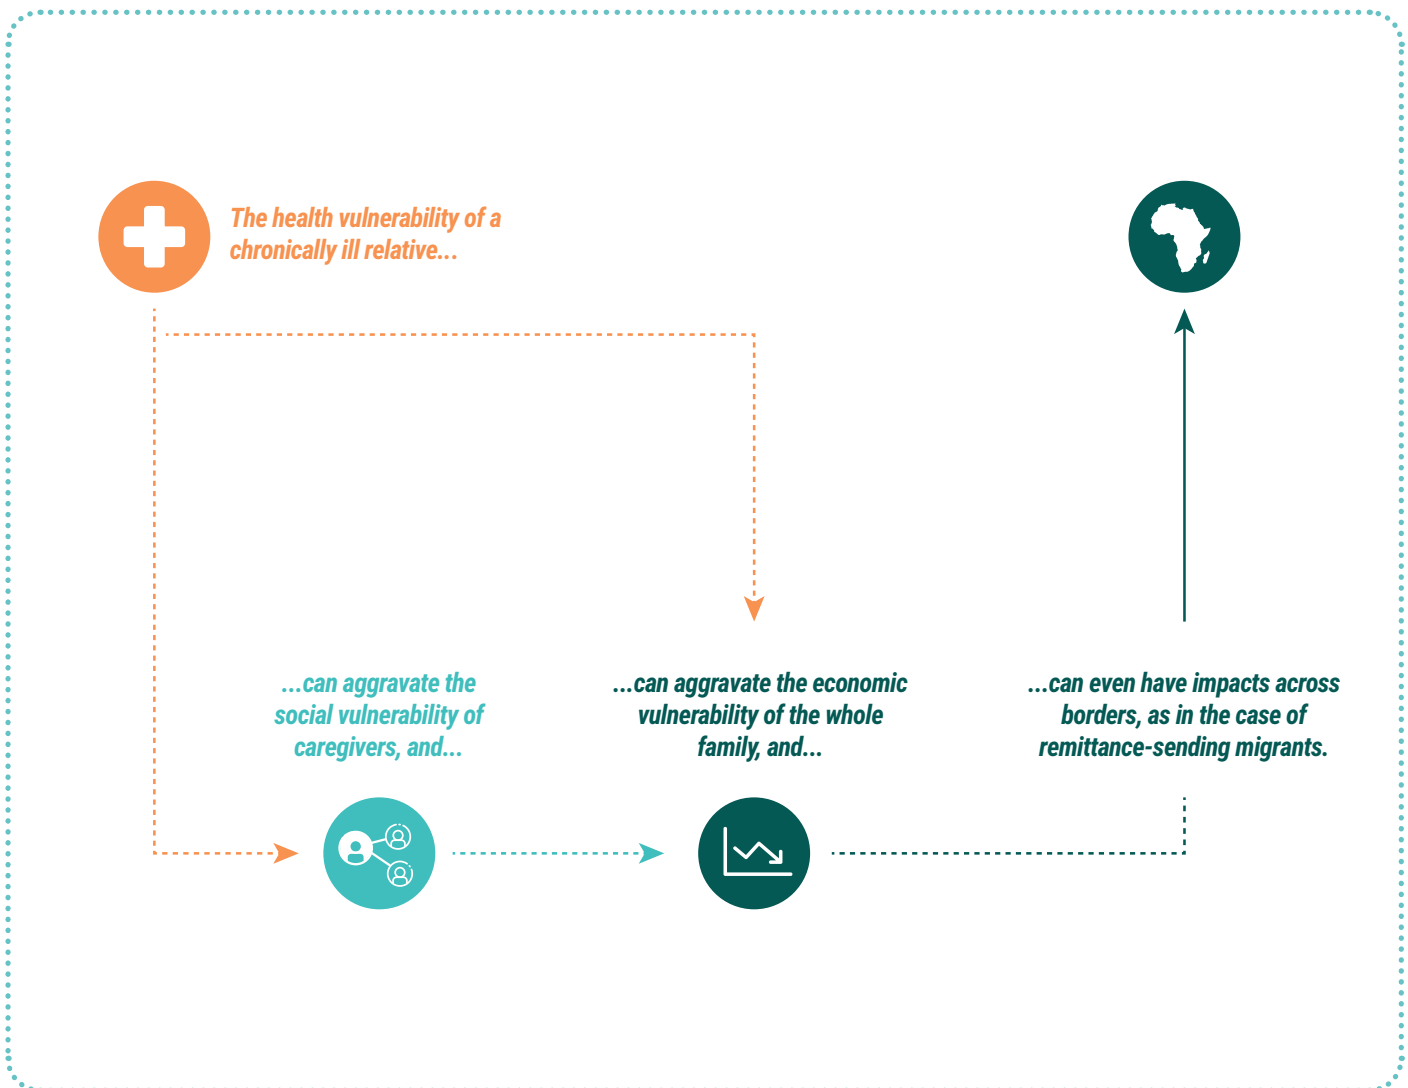 The health vulnerability of a
chronically ill relative...
...can aggravate the
social vulnerability of
caregivers, and...
...can aggravate the economic
vulnerability of the whole
family, and...
...can even have impacts across
borders, as in the case of
remittance-sending migrants.